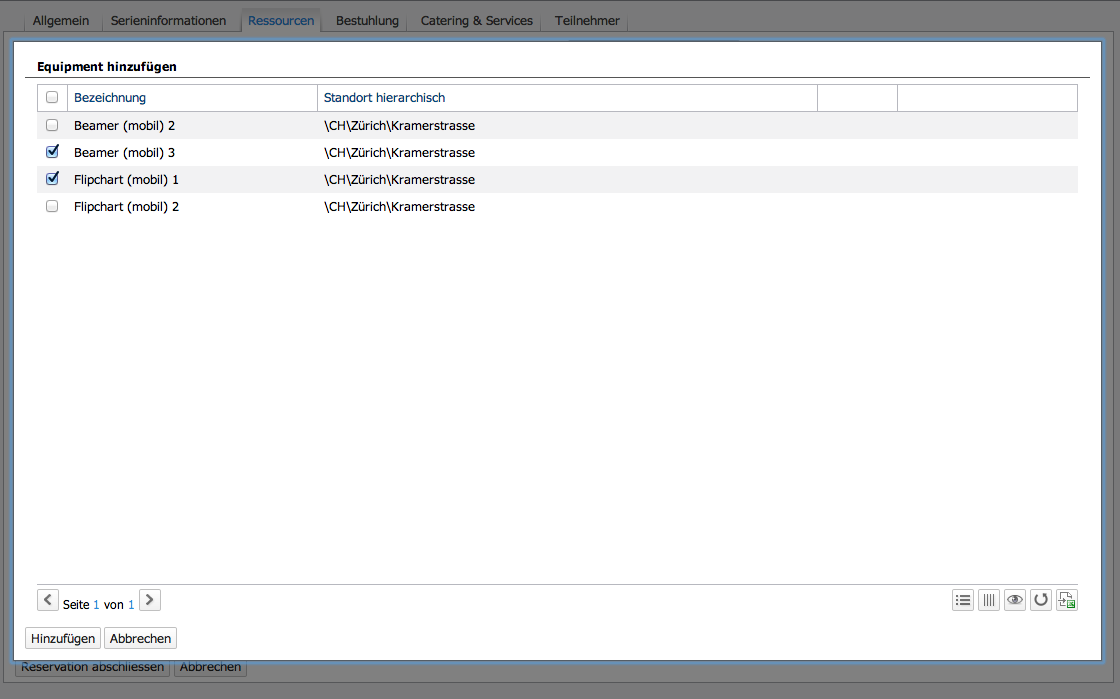 Allgemein Serieninformationen Ressourcen Bestuhlung Catering & Services Teilnehmer
Equipment hinzufügen
Bezeichnung Standort hierarchisch
Beamer (mobil) 2 \CH\Zürich\Kramerstrasse
Beamer (mobil) 3 \CH\Zürich\Kramerstrasse
Flipchart (mobil) 1 \CH\Zürich\Kramerstrasse
Flipchart (mobil) 2 \CH\Zürich\Kramerstrasse
Seite 1 von 1
Hinzufügen Abbrechen
Reservation abschliessen Abbrechen